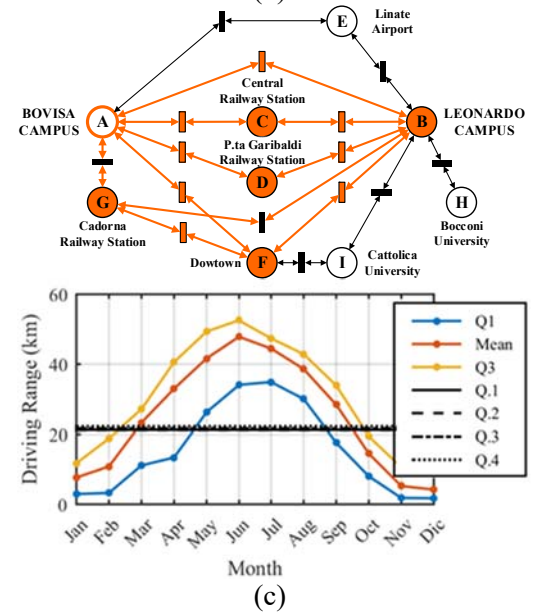 E
Linate
Airport
Central
Railway Station
BOVISA
CAMPUS
A
C
B
LEONARDO
CAMPUS
P.ta Garibaldi
Railway Station
D
G
H
Cadorna
Railway Station
Bocconi
University
Dowtown
F
I
Cattolica
University
Driving Range (km)
60
40
20
0
Q1
Mean
Q3
Q.1
Q.2
Q.3
Q.4
Jan
Feb
Mar
Apr
May
Jun
Jul
Aug
Sep
Oct
Nov
Dic
Month
(c)